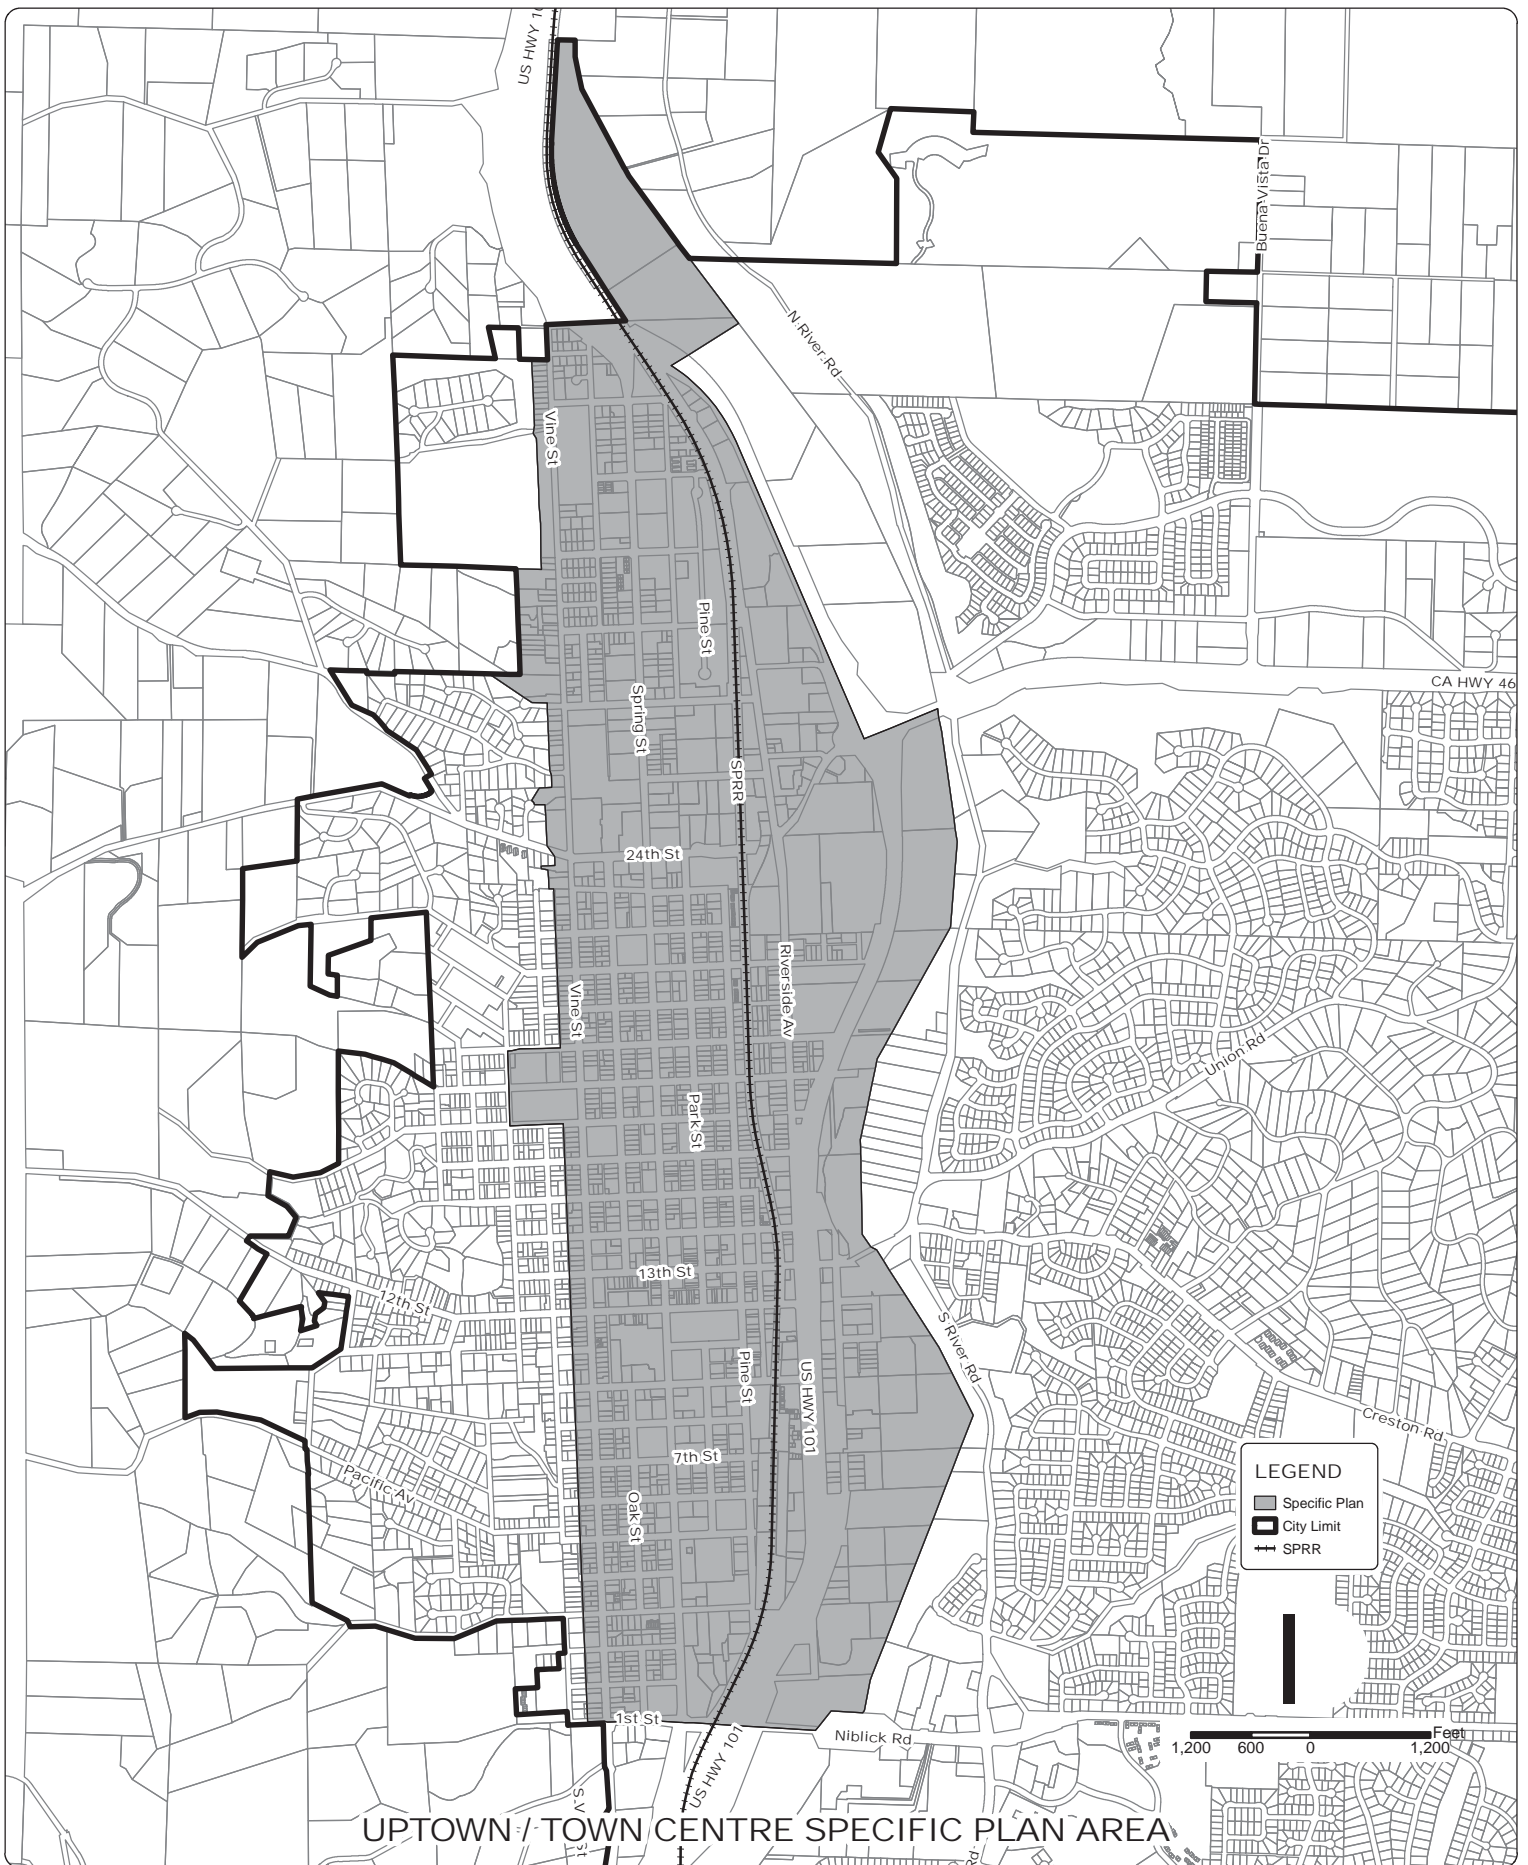 US HWY 10
Buena Vista Dr
N River Rd
Vine St
Pine St
CA HWY 46
Spring St
SPRR
24th St
Riverside Av
Vine St
Union Rd
Park St
13th St
12th St
S River Rd
Pine St
US HWY 101
Creston Rd
7th St
Pacific Av
Oak St
LEGEND
Specific Plan
City Limit
SPRR
1st St
Niblick Rd
US HWY 101
Feet
1,200 600 0 1,200
UPTOWN / TOWN CENTRE SPECIFIC PLAN AREA
Rd